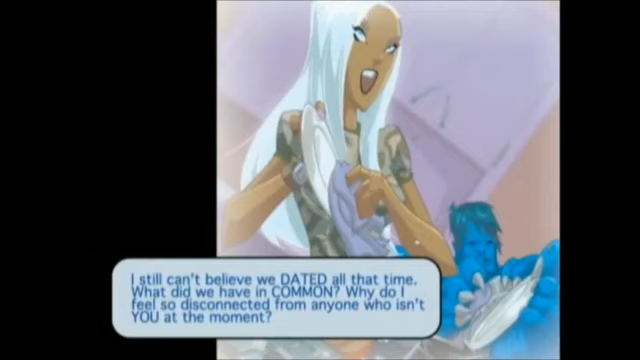 I still can't believe we DATED all that time.
What did we have in COMMON? Why do I
feel so disconnected from anyone who isn't
YOU at the moment?